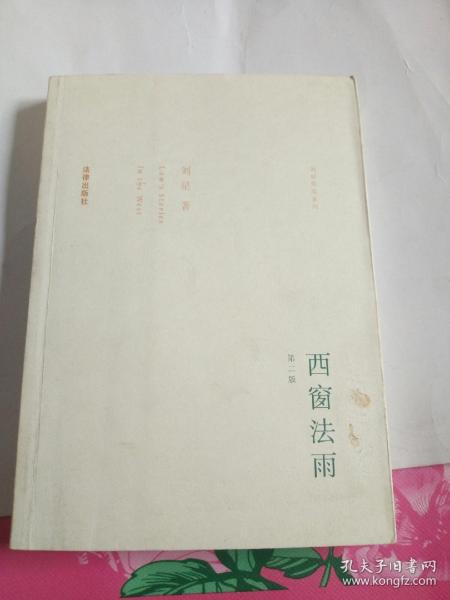 西窗法雨
第二版
刘星 著
Law's Stories
in the West
法律出版社
孔夫子旧书网
www.kongfz.com